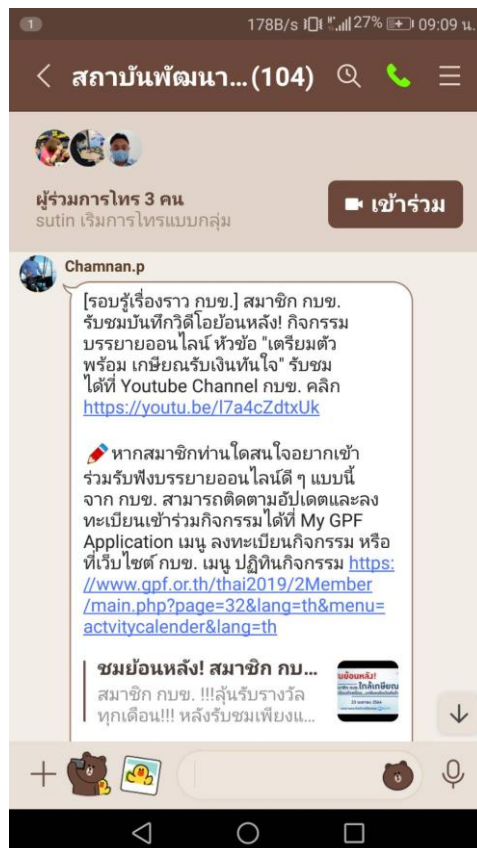 1
178B/s 27% 09:09 น.
สถาบันพัฒนา...(104)
ผู้ร่วมการโทร 3 คน
sutin เริ่มการโทรแบบกลุ่ม
เข้าร่วม
Chamnan.p
[รอบรู้เรื่องราว กบข.] สมาชิก กบข.
รับชมบันทึกวิดีโอย้อนหลัง! กิจกรรม
บรรยายออนไลน์ หัวข้อ "เตรียมตัว
พร้อม เกษียณรับเงินทันใจ" รับชม
ได้ที่ Youtube Channel กบข. คลิก
https://youtu.be/l7a4cZdtxUk
หากสมาชิกท่านใดสนใจอยากเข้า
ร่วมรับฟังบรรยายออนไลน์ดี ๆ แบบนี้
จาก กบข. สามารถติดตามอัปเดตและลง
ทะเบียนเข้าร่วมกิจกรรมได้ที่ My GPF
Application เมนู ลงทะเบียนกิจกรรม หรือ
ที่เว็บไซต์ กบข. เมนู ปฏิทินกิจกรรม https:
//www.gpf.or.th/thai2019/2Member
/main.php?page=32&lang=th&menu=
actvitycalender&lang=th
ชมย้อนหลัง! สมาชิก กบ...
สมาชิก กบข. !!!ลุ้นรับรางวัล
ทุกเดือน!!! หลังรับชมเพียงแ...